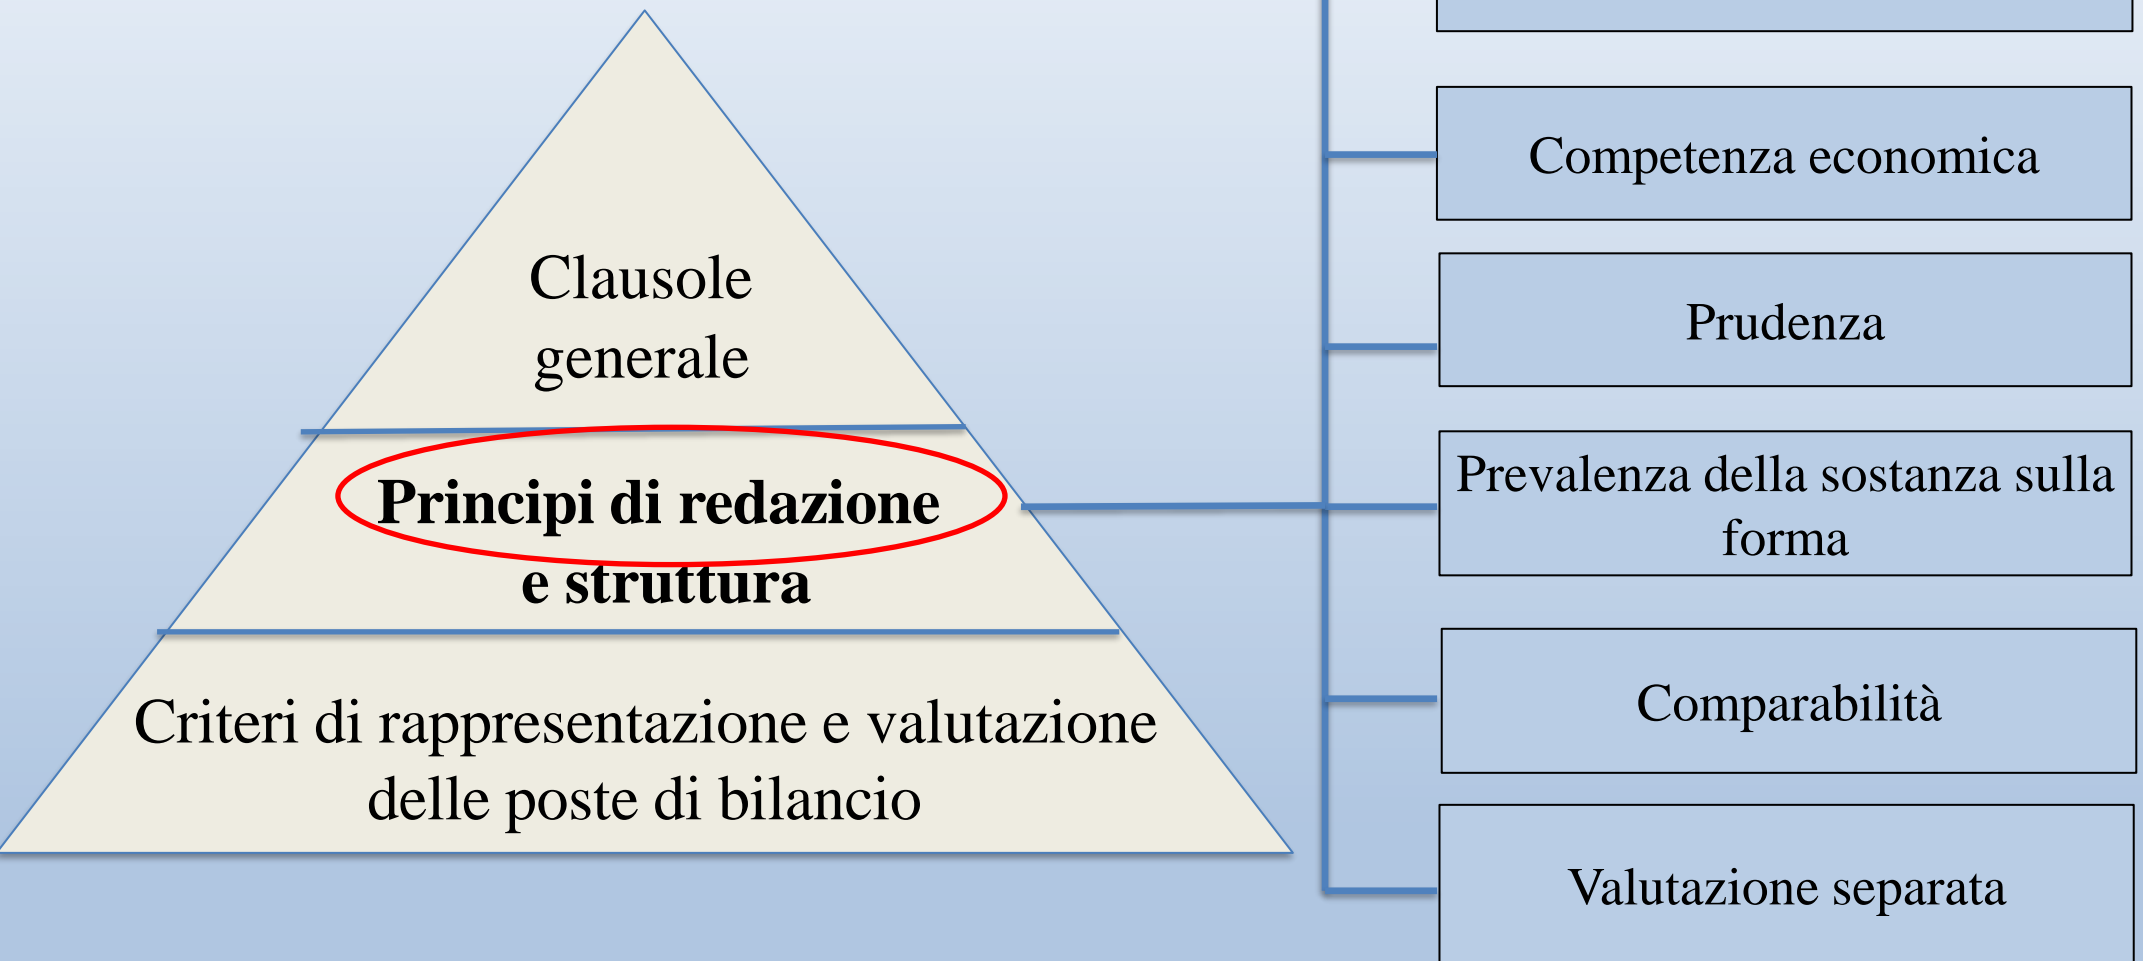 Clausole
generale
Principi di redazione
e struttura
Criteri di rappresentazione e valutazione
delle poste di bilancio
Competenza economica
Prudenza
Prevalenza della sostanza sulla
forma
Comparabilità
Valutazione separata